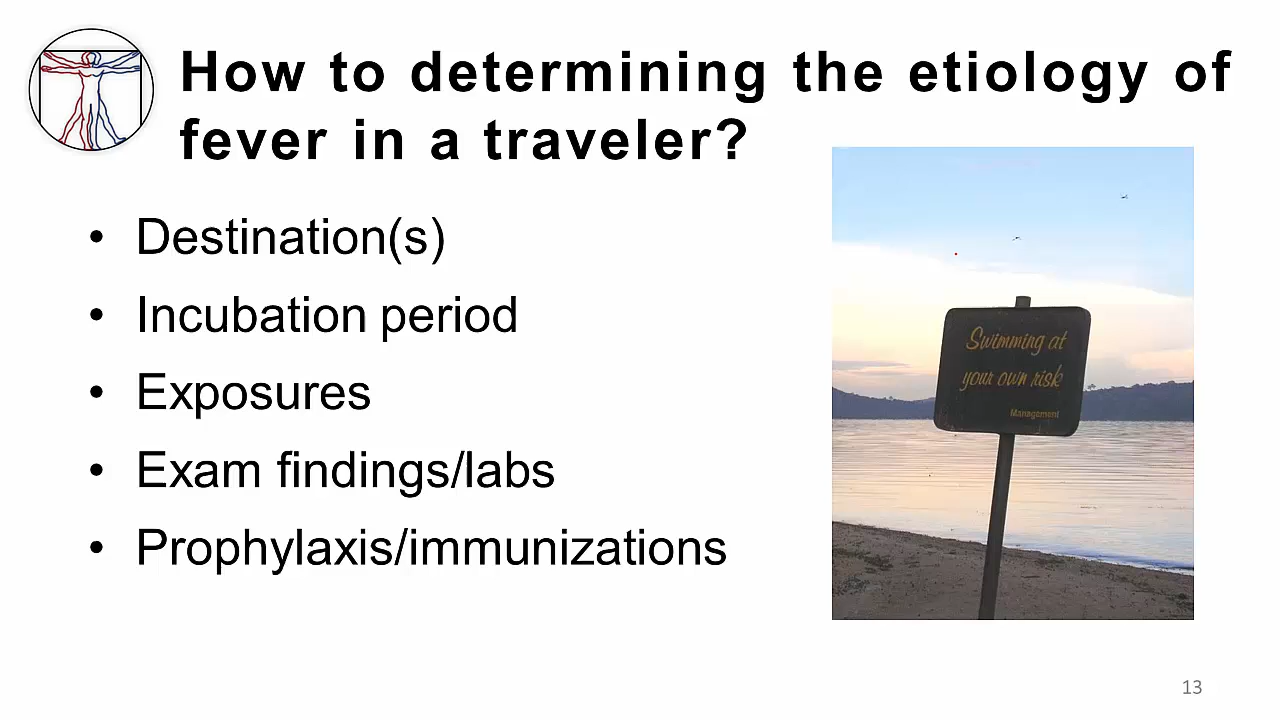 How to determining the etiology of
fever in a traveler?
• Destination(s)
• Incubation period
• Exposures
• Exam findings/labs
• Prophylaxis/immunizations
Swimming at
your own risk
Management
13